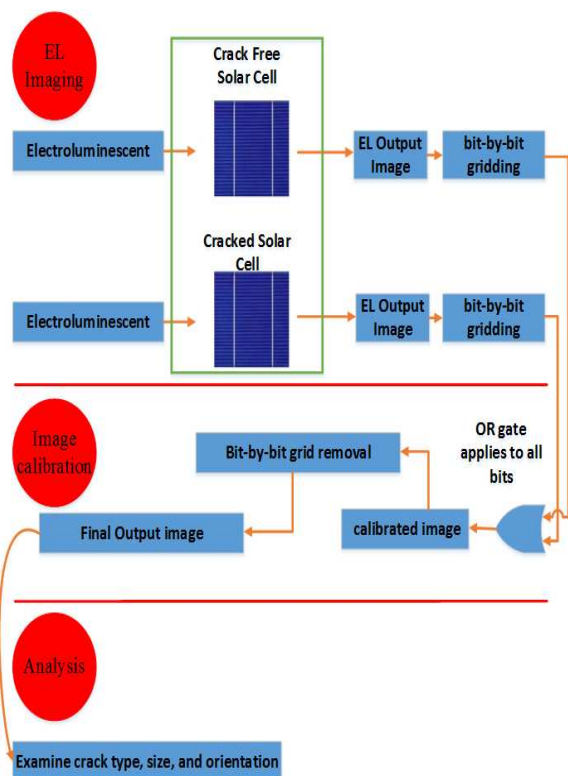 EL
Imaging
Crack Free
Solar Cell
Electroluminescent
EL Output
Image
bit-by-bit
gridding
Cracked Solar
Cell
Electroluminescent
EL Output
Image
bit-by-bit
gridding
Image
calibration
OR gate
applies to all
bits
Bit-by-bit grid removal
calibrated image
Final Output image
Analysis
Examine crack type, size, and orientation